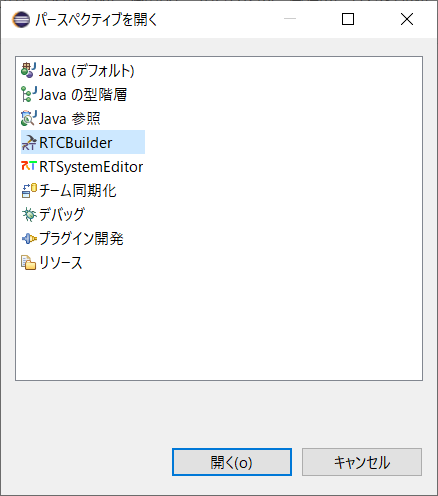 パースペクティブを開く
Java (デフォルト)
Java の型階層
Java 参照
RTCBuilder
RTSystemEditor
チーム同期化
デバッグ
プラグイン開発
リソース
開く(o)
キャンセル